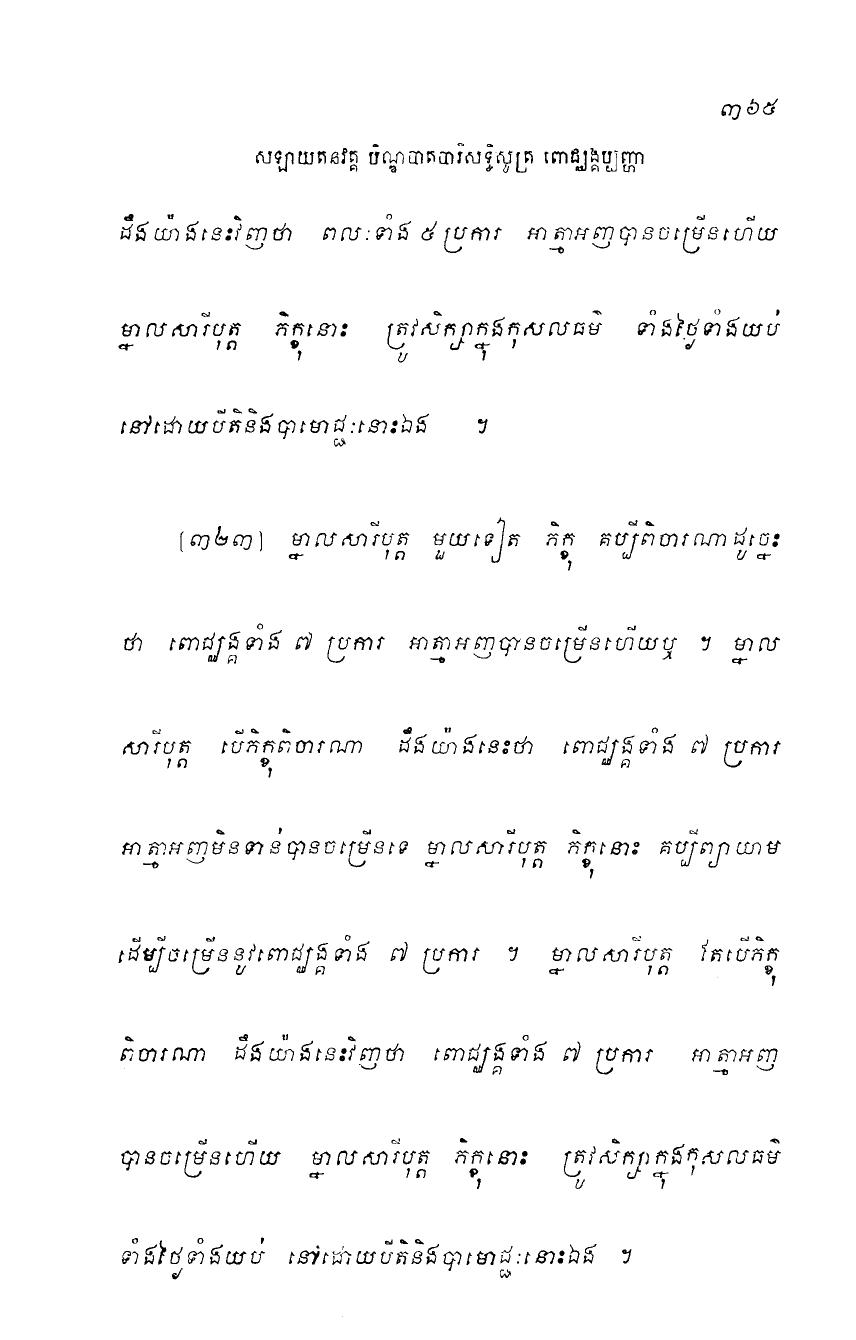 ៣៦៥
សឡាយតនវគ្គ បិណ្ឌបាតបារិសទ្ធិសូត្រ ពោជ្ឈង្គប្បញ្ហា
ដឹងយ៉ាងនេះវិញថា ពលៈទាំង ៥ ប្រការ អាត្មាអញបានចម្រើនហើយ
ម្នាលសារីបុត្ត ភិក្ខុនោះ ត្រូវសិក្សាក្នុងកុសលធម៌ ទាំងថ្ងៃទាំងយប់
នៅដោយបីតិនិងបាមោជ្ជៈនោះឯង ។
[៣២៣] ម្នាលសារីបុត្ត មួយទៀត ភិក្ខុ គប្បីពិចារណាដូច្នេះ
ថា ពោជ្ឈង្គទាំង ៧ ប្រការ អាត្មាអញបានចម្រើនហើយឬ ។ ម្នាល
សារីបុត្ត បើភិក្ខុពិចារណា ដឹងយ៉ាងនេះថា ពោជ្ឈង្គទាំង ៧ ប្រការ
អាត្មាអញមិនទាន់បានចម្រើនទេ ម្នាលសារីបុត្ត ភិក្ខុនោះ គប្បីព្យាយាម
ដើម្បីចម្រើននូវពោជ្ឈង្គទាំង ៧ ប្រការ ។ ម្នាលសារីបុត្ត តែបើភិក្ខុ
ពិចារណា ដឹងយ៉ាងនេះវិញថា ពោជ្ឈង្គទាំង ៧ ប្រការ អាត្មាអញ
បានចម្រើនហើយ ម្នាលសារីបុត្ត ភិក្ខុនោះ ត្រូវសិក្សាក្នុងកុសលធម៌
ទាំងថ្ងៃទាំងយប់ នៅដោយបីតិនិងបាមោជ្ជៈនោះឯង ។